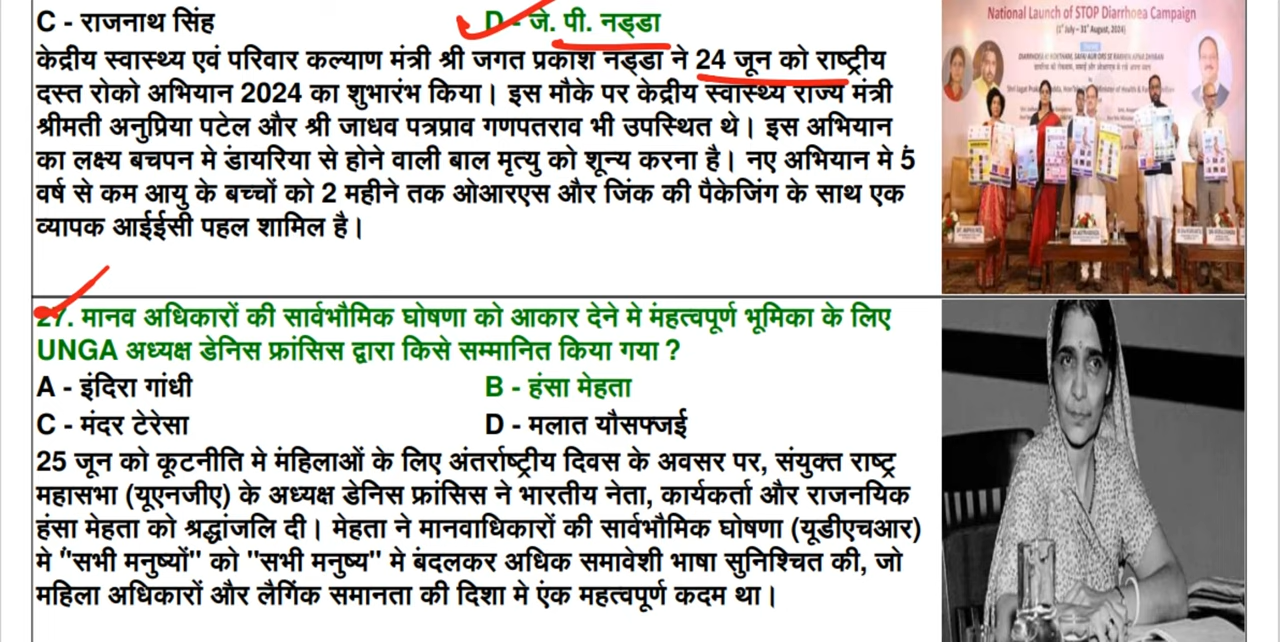 C - राजनाथ सिंह
D - जे. पी. नड्डा
केद्रीय स्वास्थ्य एवं परिवार कल्याण मंत्री श्री जगत प्रकाश नड्डा ने 24 जून को राष्ट्रीय
दस्त रोको अभियान 2024 का शुभारंभ किया। इस मौके पर केद्रीय स्वास्थ्य राज्य मंत्री
श्रीमती अनुप्रिया पटेल और श्री जाधव पत्रप्राव गणपतराव भी उपस्थित थे। इस अभियान
का लक्ष्य बचपन मे डंायरिया से होने वाली बाल मृत्यु को शून्य करना है। नए अभियान मे 5ं
वर्ष से कम आयु के बच्चों को 2 महीने तक ओआरएस और जिंक की पैकेजिंग के साथ एक
व्यापक आईईसी पहल शामिल है।
National Launch of STOP Diarrhoea Campaign
(1st July – 31st August, 2024)
27. मानव अधिकारों की सार्वभौमिक घोषणा को आकार देने मे मंहत्वपूर्ण भूमिका के लिए
UNGA अध्यक्ष डेनिस फ्रांसिस द्वारा किसे सम्मानित किया गया ?
A - इंदिरा गांधी
B - हंसा मेहता
C - मंदर टेरेसा
D - मलात यौसफ्जई
25 जून को कूटनीति मे मंहिलाओं के लिए अंतर्राष्ट्रीय दिवस के अवसर पर, संयुक्त राष्ट्र
महासभा (यूएनजीए) के अध्यक्ष डेनिस फ्रांसिस ने भारतीय नेता, कार्यकर्ता और राजनयिक
हंसा मेहता को श्रद्धांजलि दी। मेहता ने मानवाधिकारों की सार्वभौमिक घोषणा (यूडीएचआर)
मे "ंसभी मनुष्यों" को "सभी मनुष्य" मे बंदलकर अधिक समावेशी भाषा सुनिश्चित की, जो
महिला अधिकारों और लैगिंक समानता की दिशा मे एंक महत्वपूर्ण कदम था।